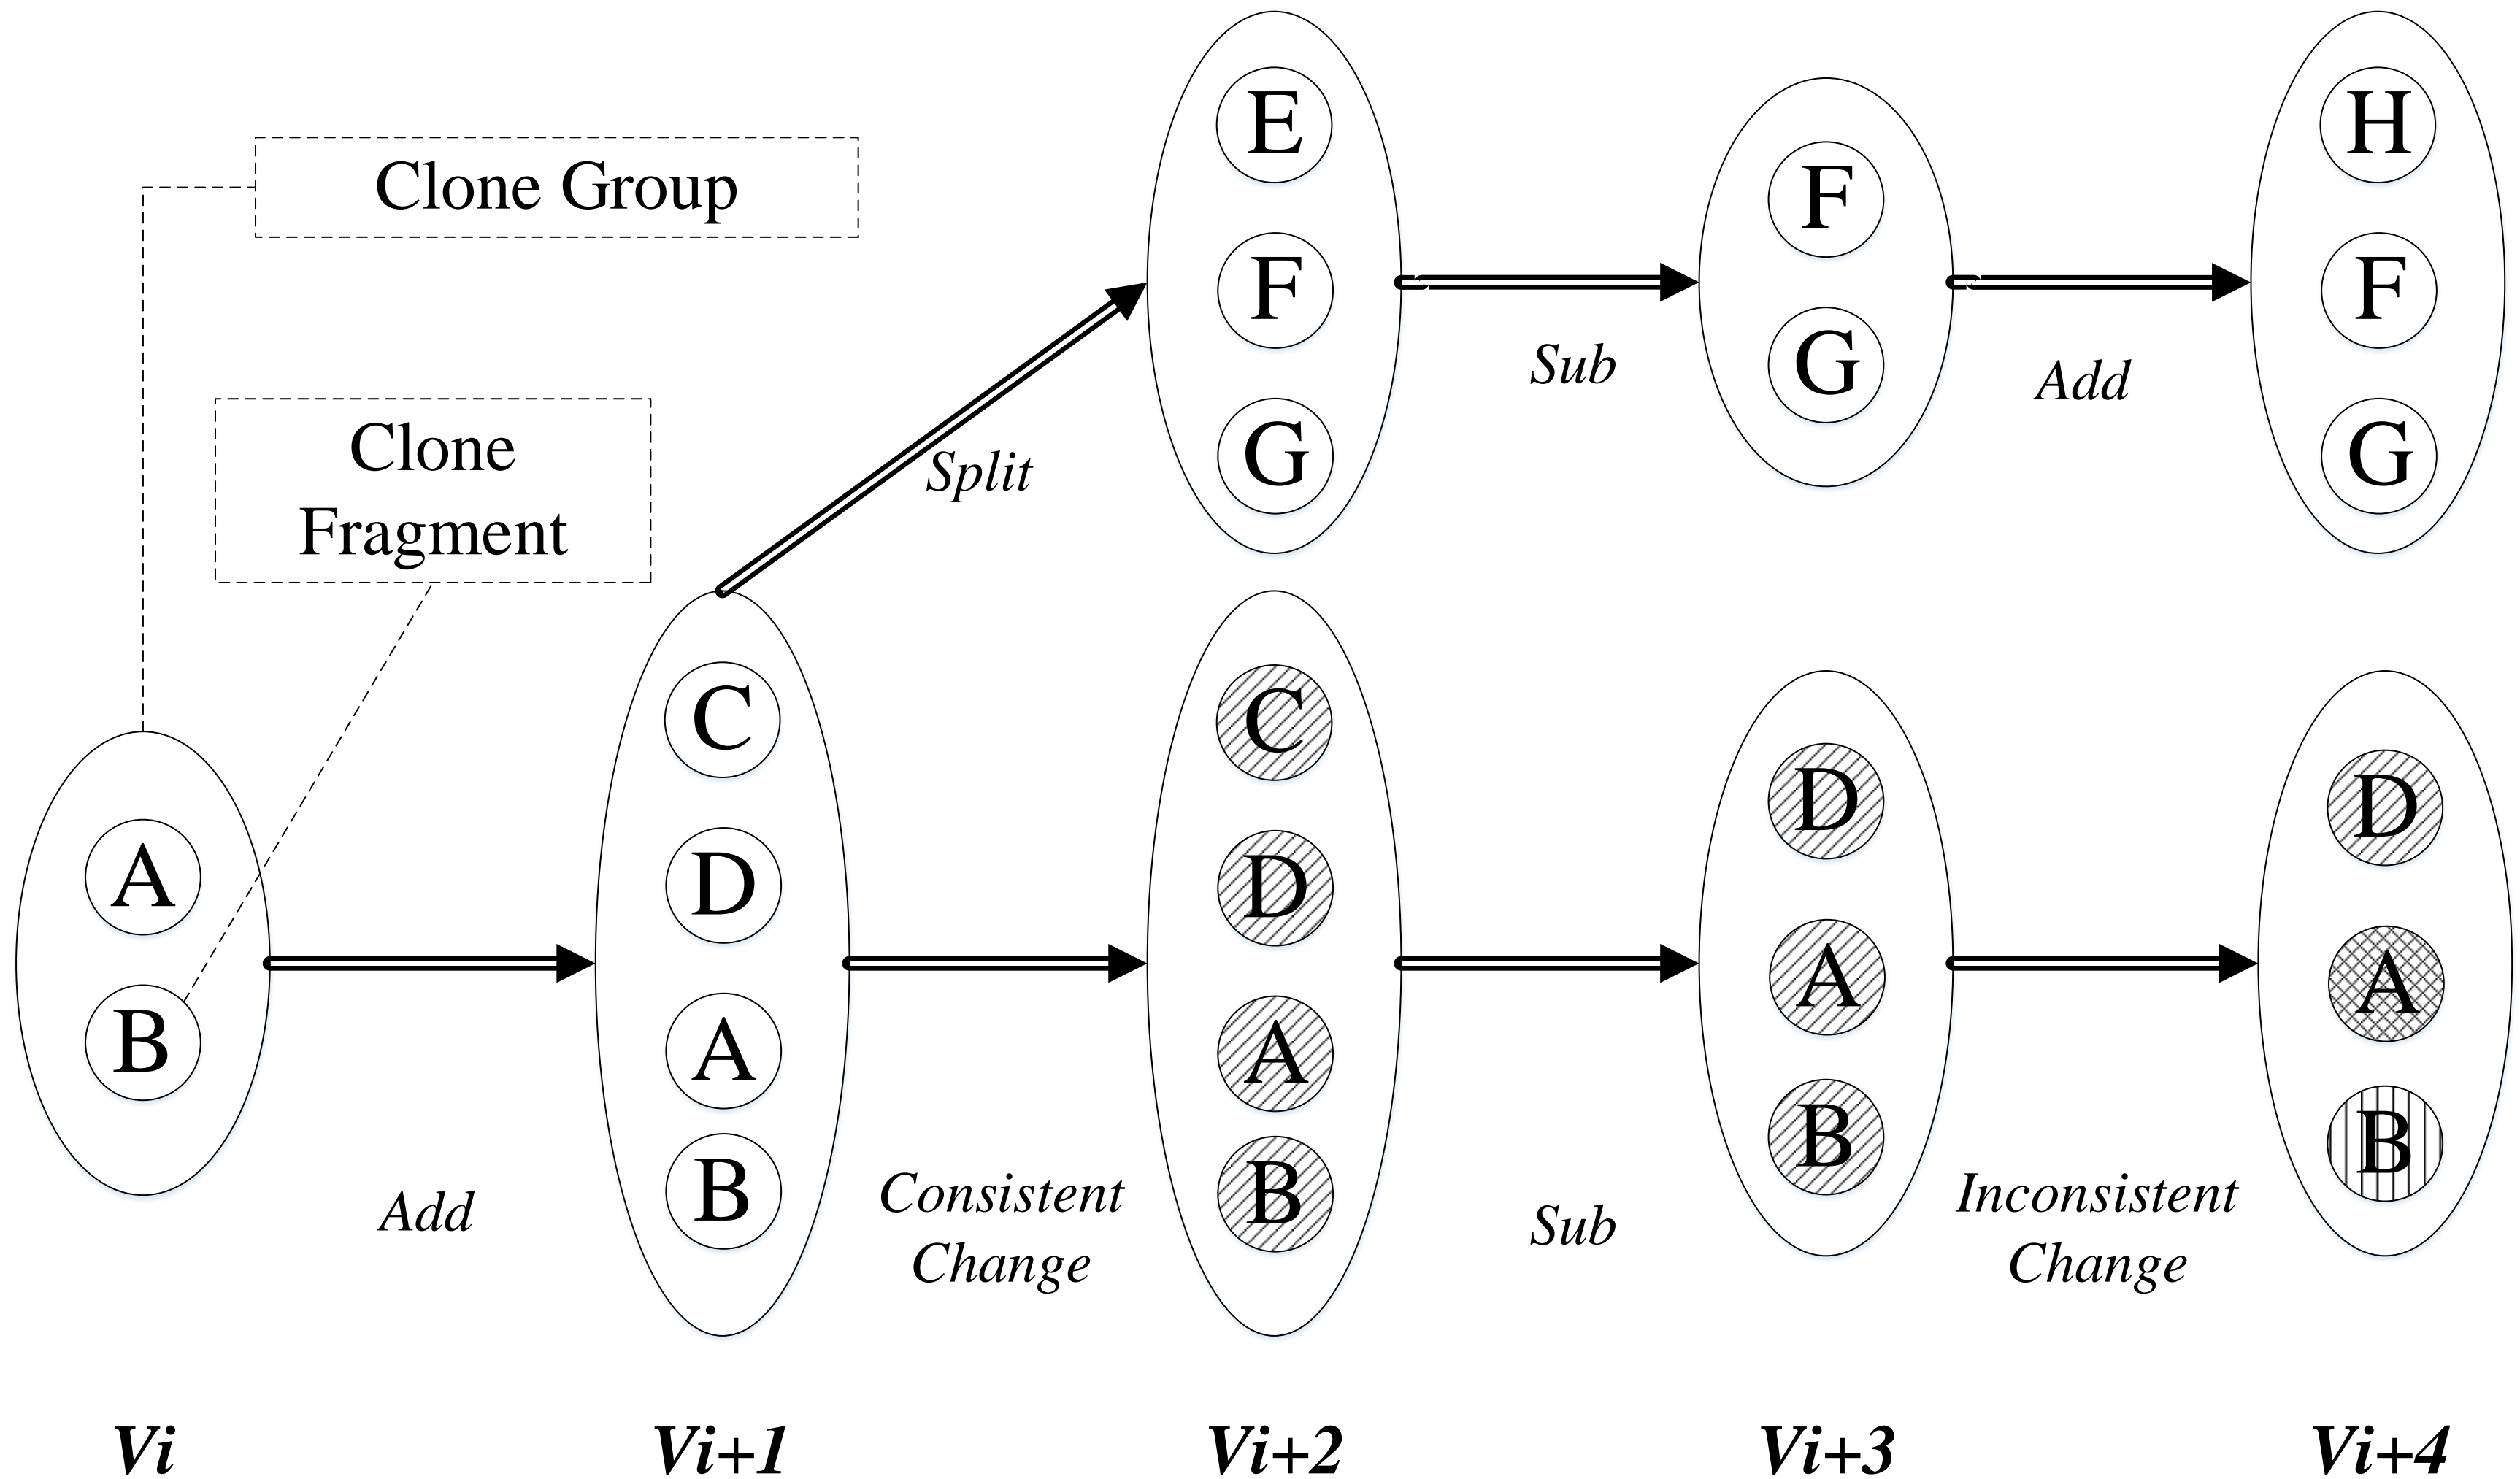 Clone Group
Clone
Fragment
E
F
G
Split
Sub
F
G
Add
H
F
G
A
B
Add
C
D
A
B
Consistent
Change
C
D
A
B
Sub
D
A
B
Inconsistent
Change
D
A
B
Vi
Vi+1
Vi+2
Vi+3
Vi+4